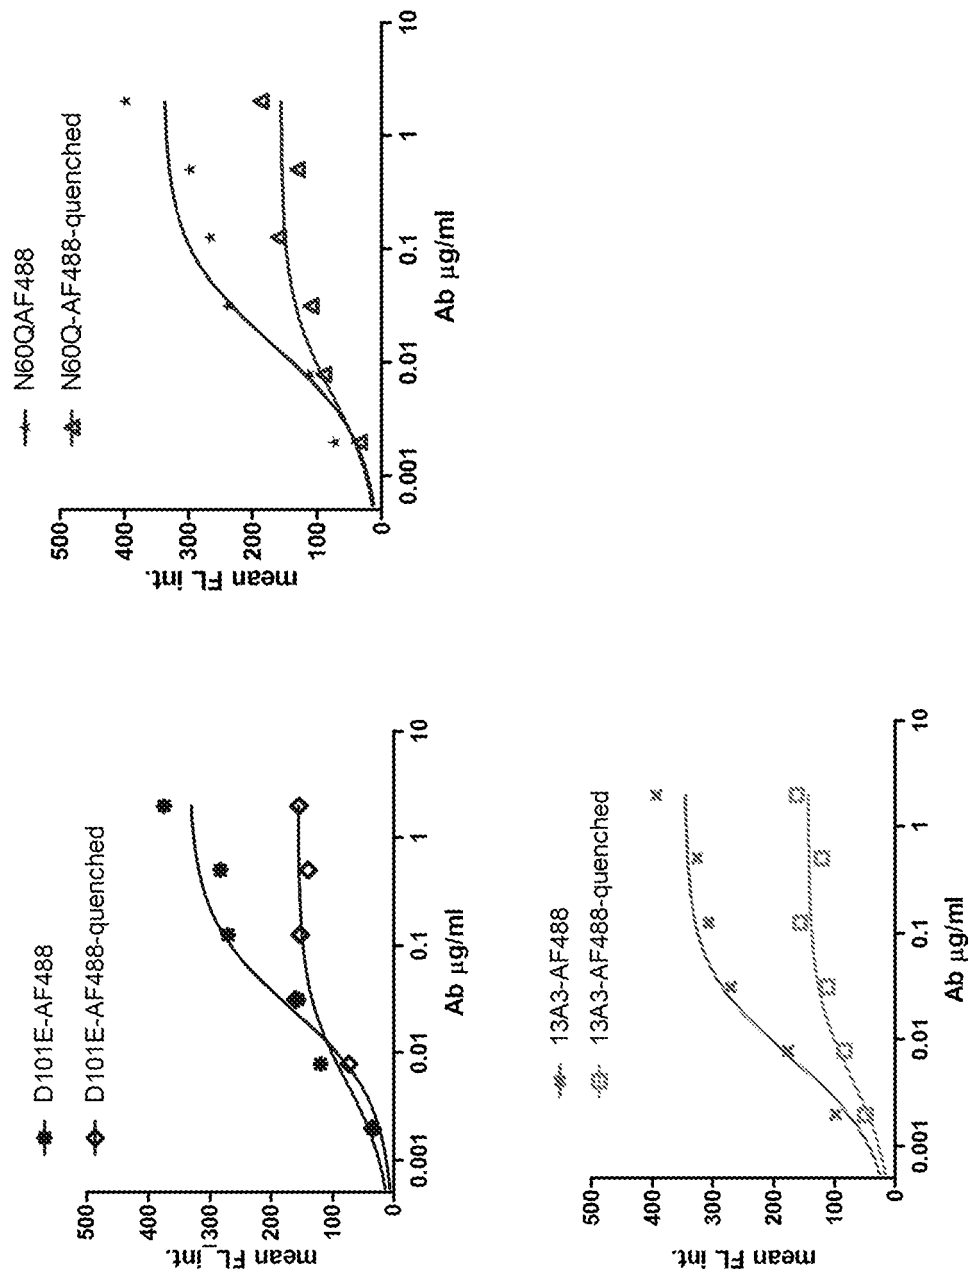 D101E-AF488
D101E-AF488-quenched
mean FL_int.
500
400
300
200
100
0
0.001
0.01
0.1
1
10
Ab µg/ml
N60QAF488
N60Q-AF488-quenched
mean FL int.
500
400
300
200
100
0
0.001
0.01
0.1
1
10
Ab µg/ml
13A3-AF488
13A3-AF488-quenched
mean FL int.
500
400
300
200
100
0
0.001
0.01
0.1
1
10
Ab µg/ml